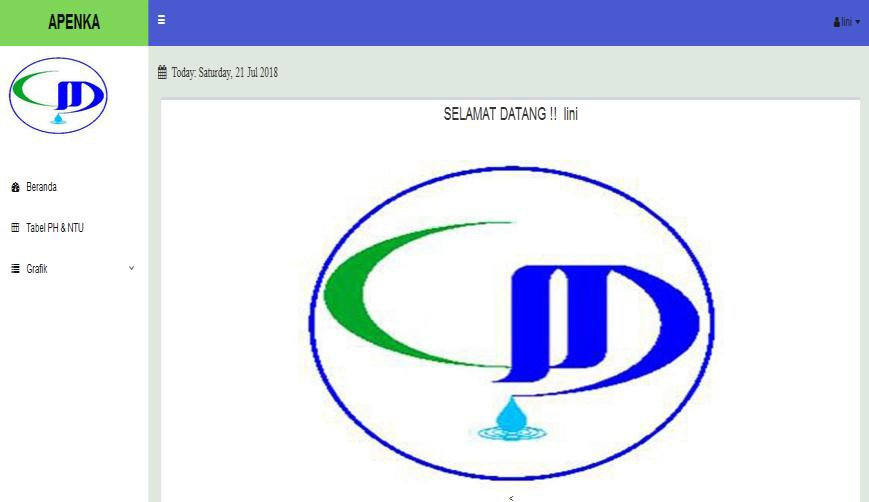 APENKA
lini
Today: Saturday, 21 Jul 2018
SELAMAT DATANG !! lini
Beranda
Tabel PH & NTU
Grafik
<